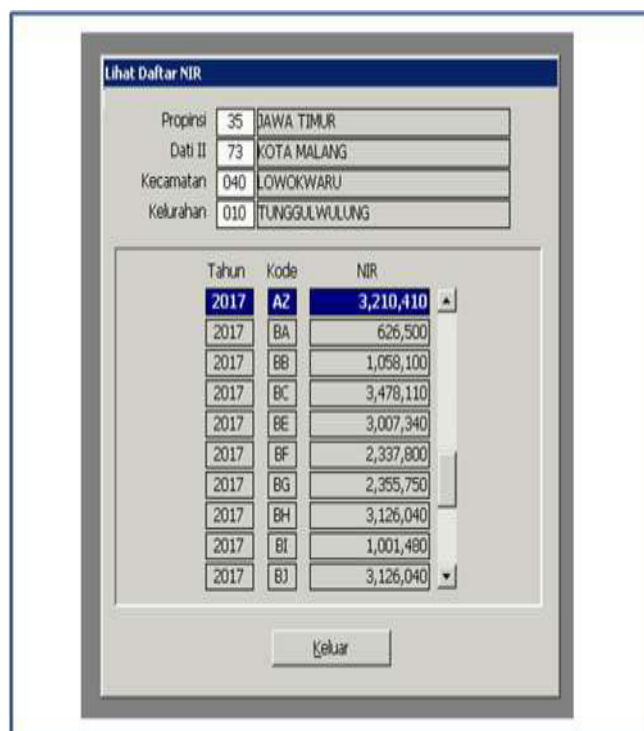 Lihat Daftar NIR
Propinsi 35 JAWA TIMUR
Dati II 73 KOTA MALANG
Kecamatan 040 LOWOKWARU
Kelurahan 010 TUNGGULWULUNG
Tahun Kode NIR
2017 AZ 3,210,410
2017 BA 626,500
2017 BB 1,058,100
2017 BC 3,478,110
2017 BE 3,007,340
2017 BF 2,337,800
2017 BG 2,355,750
2017 BH 3,126,040
2017 BI 1,001,480
2017 BJ 3,126,040
Keluar